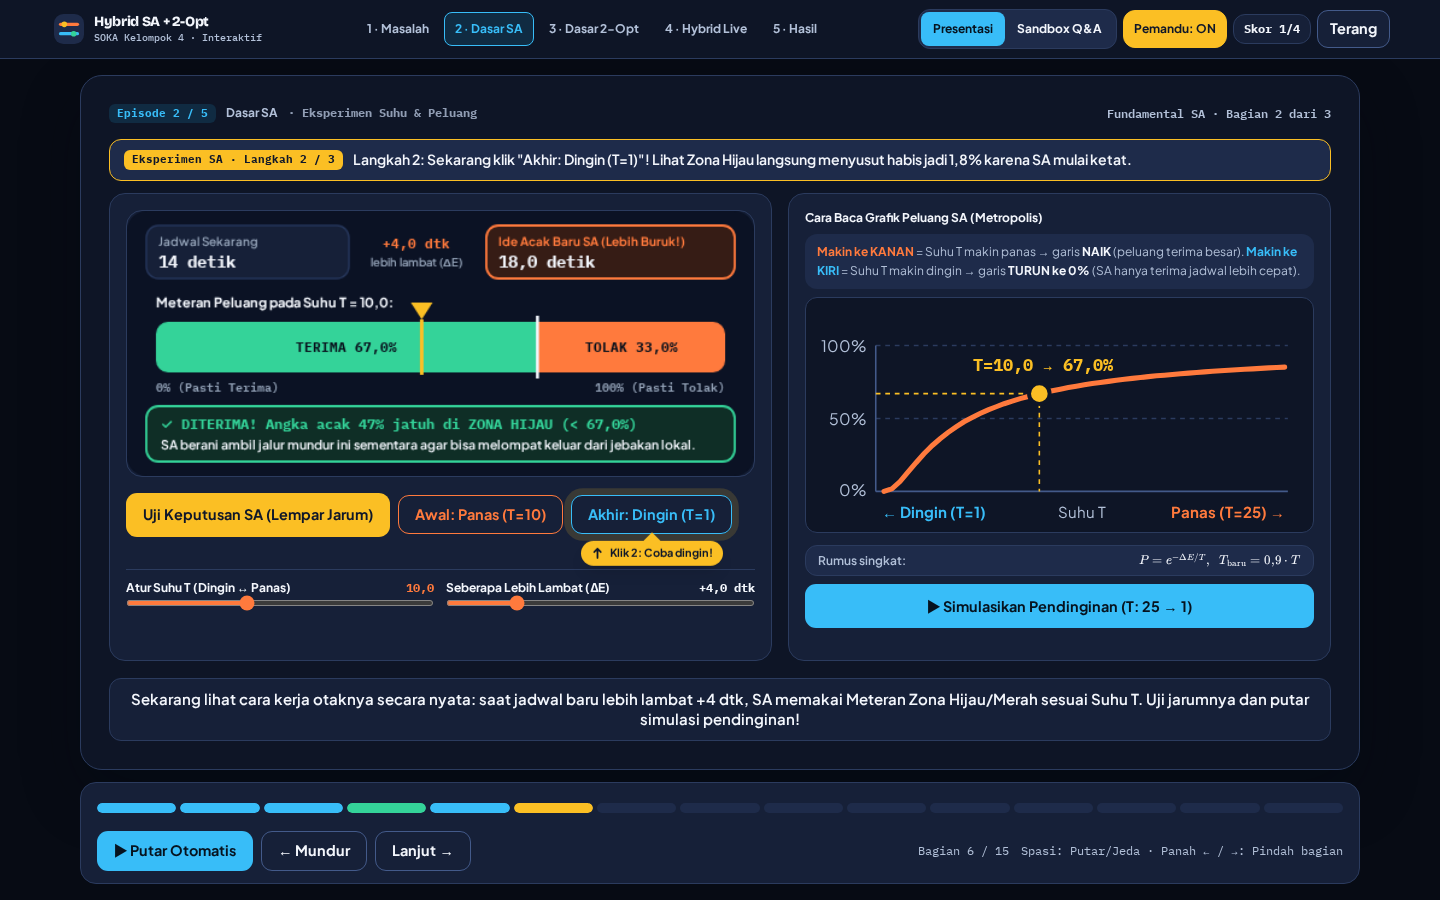 Hybrid SA + 2-Opt
SOKA Kelompok 4 · Interaktif
1 · Masalah
2 · Dasar SA
3 · Dasar 2-Opt
4 · Hybrid Live
5 · Hasil
Presentasi
Sandbox Q&A
Pemandu: ON
Skor 1/4
Terang
Episode 2 / 5
Dasar SA
· Eksperimen Suhu & Peluang
Fundamental SA · Bagian 2 dari 3
Eksperimen SA · Langkah 2 / 3
Langkah 2: Sekarang klik "Akhir: Dingin (T=1)"! Lihat Zona Hijau langsung menyusut habis jadi 1,8% karena SA mulai ketat.
Jadwal Sekarang
14 detik
+4,0 dtk
lebih lambat (ΔE)
Ide Acak Baru SA (Lebih Buruk!)
18,0 detik
Meteran Peluang pada Suhu T = 10,0:
TERIMA 67,0%
TOLAK 33,0%
0% (Pasti Terima)
100% (Pasti Tolak)
✓ DITERIMA! Angka acak 47% jatuh di ZONA HIJAU (< 67,0%)
SA berani ambil jalur mundur ini sementara agar bisa melompat keluar dari jebakan lokal.
Uji Keputusan SA (Lempar Jarum)
Awal: Panas (T=10)
Akhir: Dingin (T=1)
↑ Klik 2: Coba dingin!
Atur Suhu T (Dingin ↔ Panas)
10,0
Seberapa Lebih Lambat (ΔE)
+4,0 dtk
Cara Baca Grafik Peluang SA (Metropolis)
Makin ke KANAN = Suhu T makin panas → garis NAIK (peluang terima besar). Makin ke
KIRI = Suhu T makin dingin → garis TURUN ke 0% (SA hanya terima jadwal lebih cepat).
100%
50%
0%
T=10,0 → 67,0%
← Dingin (T=1)
Suhu T
Panas (T=25) →
Rumus singkat:
P = e^{−ΔE/T}, T_baru = 0,9 · T
▶ Simulasikan Pendinginan (T: 25 → 1)
Sekarang lihat cara kerja otaknya secara nyata: saat jadwal baru lebih lambat +4 dtk, SA memakai Meteran Zona Hijau/Merah sesuai Suhu T. Uji jarumnya dan putar
simulasi pendinginan!
▶ Putar Otomatis
← Mundur
Lanjut →
Bagian 6 / 15
Spasi: Putar/Jeda · Panah ← / →: Pindah bagian